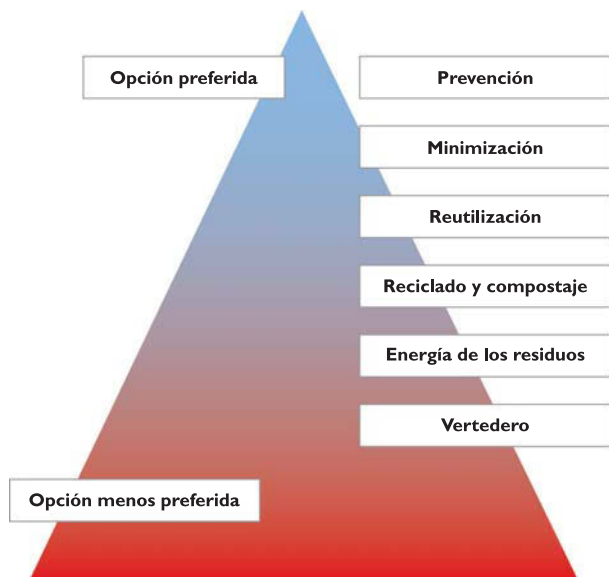 Opción preferida
Prevención
Minimización
Reutilización
Reciclado y compostaje
Energía de los residuos
Vertedero
Opción menos preferida